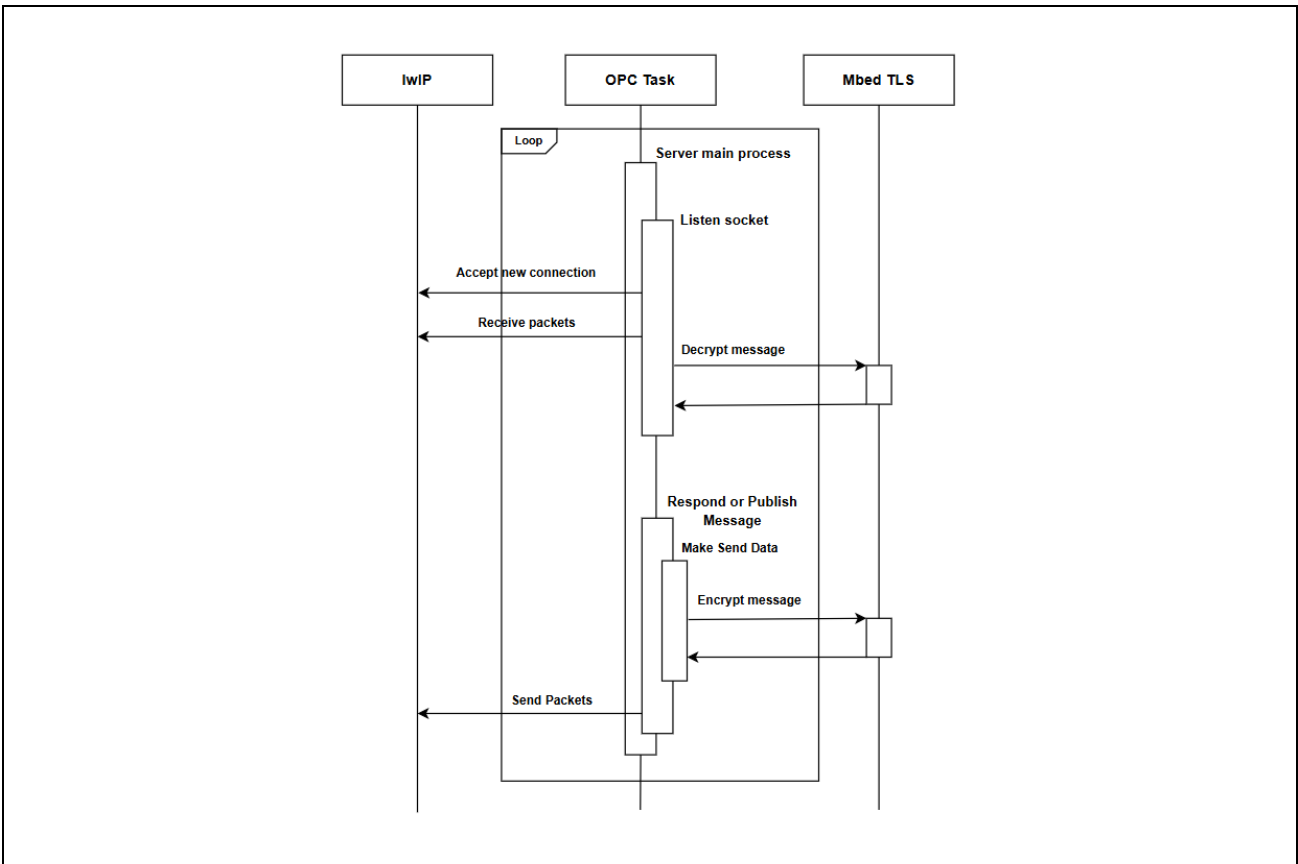 lwIP
OPC Task
Mbed TLS
Loop
Server main process
Listen socket
Accept new connection
Receive packets
Decrypt message
Respond or Publish
Message
Make Send Data
Encrypt message
Send Packets